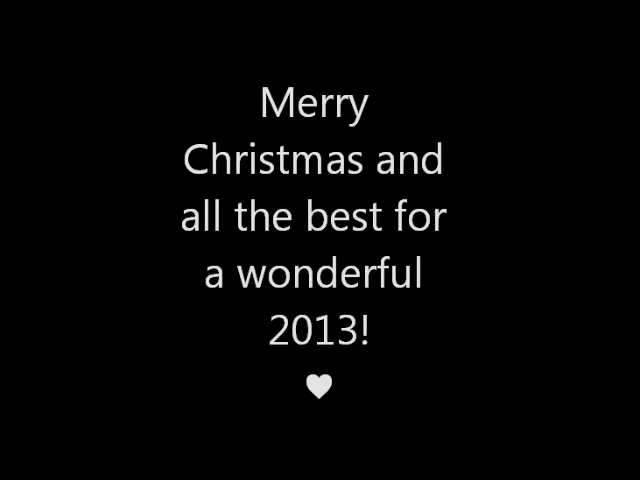 Merry
Christmas and
all the best for
a wonderful
2013!
♥